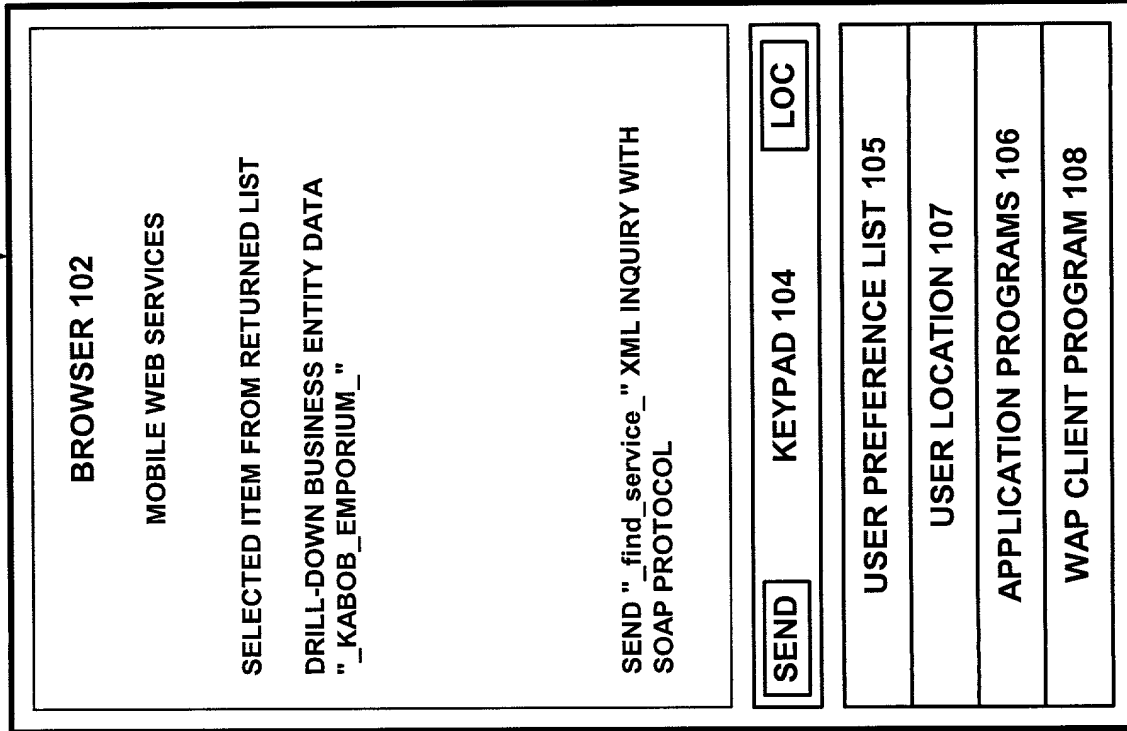 BROWSER 102
MOBILE WEB SERVICES
SELECTED ITEM FROM RETURNED LIST
DRILL-DOWN BUSINESS ENTITY DATA
"_KABOB_EMPORIUM_"
SEND "_find_service_" XML INQUIRY WITH
SOAP PROTOCOL
SEND KEYPAD 104 LOC
USER PREFERENCE LIST 105
USER LOCATION 107
APPLICATION PROGRAMS 106
WAP CLIENT PROGRAM 108